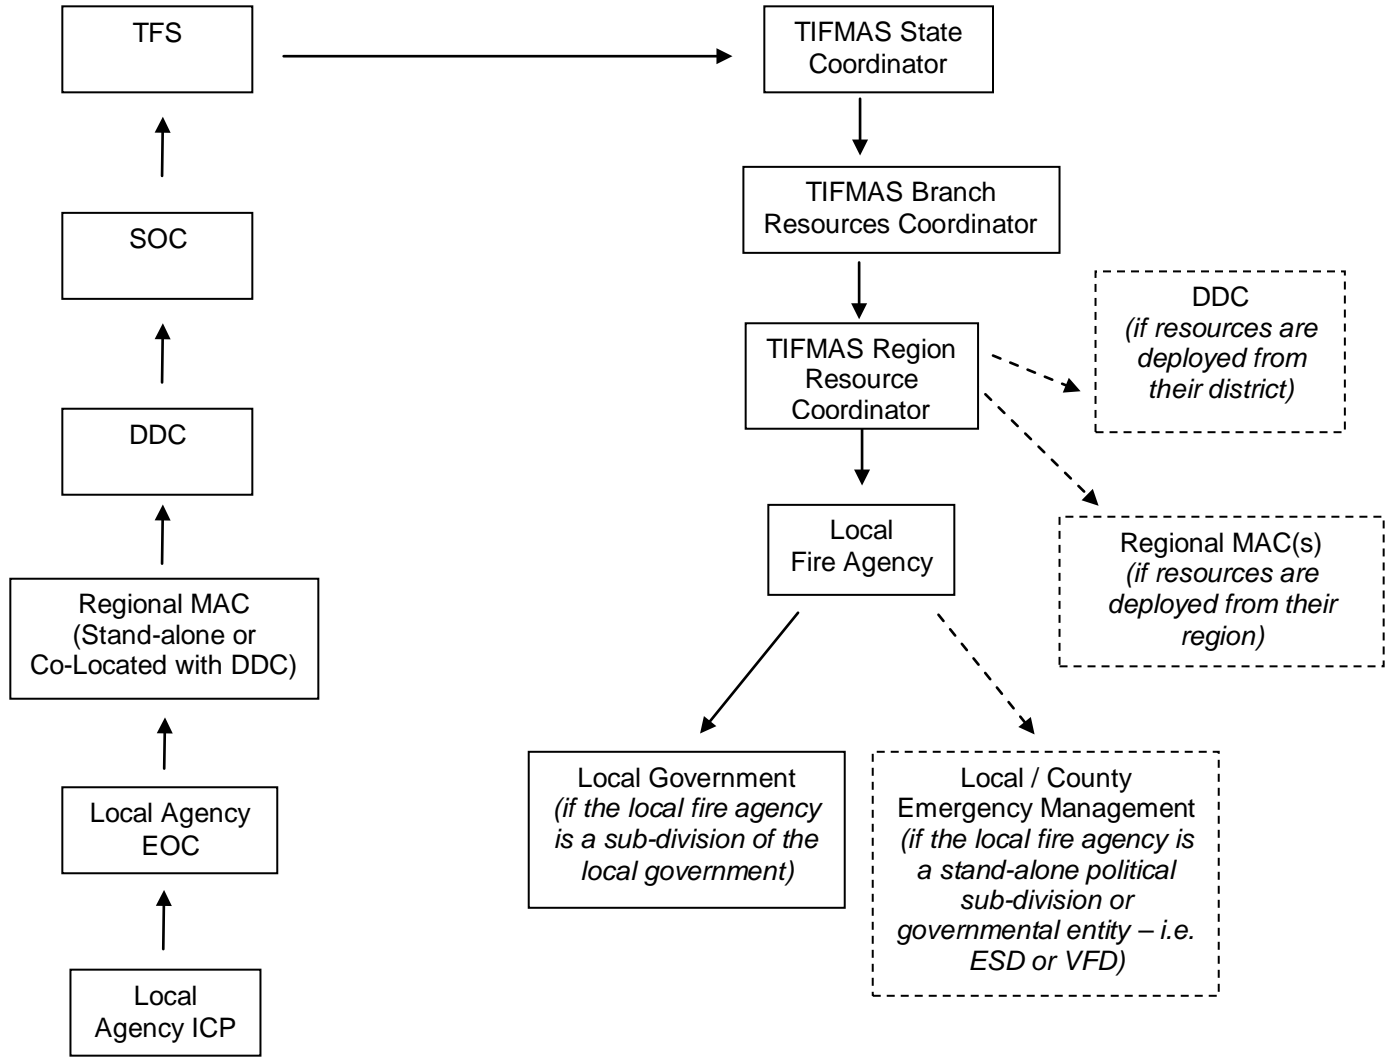 TFS
SOC
DDC
Regional MAC
(Stand-alone or
Co-Located with DDC)
Local Agency
EOC
Local
Agency ICP
TIFMAS State
Coordinator
TIFMAS Branch
Resources Coordinator
TIFMAS Region
Resource
Coordinator
DDC
(if resources are
deployed from
their district)
Regional MAC(s)
(if resources are
deployed from their
region)
Local
Fire Agency
Local Government
(if the local fire agency
is a sub-division of the
local government)
Local / County
Emergency Management
(if the local fire agency is
a stand-alone political
sub-division or
governmental entity – i.e.
ESD or VFD)